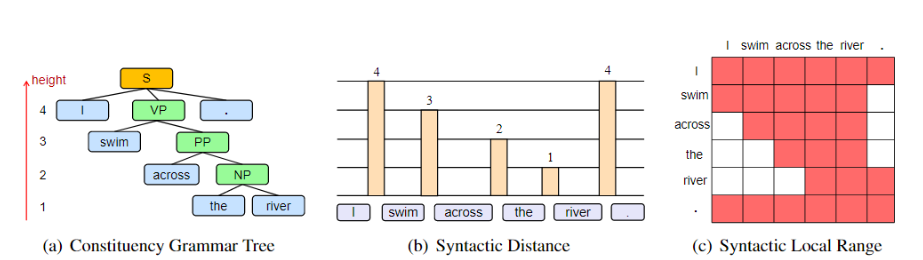 height
S
4
I
VP
.
3
swim
PP
2
across
NP
1
the
river
(a) Constituency Grammar Tree
4
3
2
1
4
I
swim
across
the
river
.
(b) Syntactic Distance
I swim across the river .
I
swim
across
the
river
.
(c) Syntactic Local Range